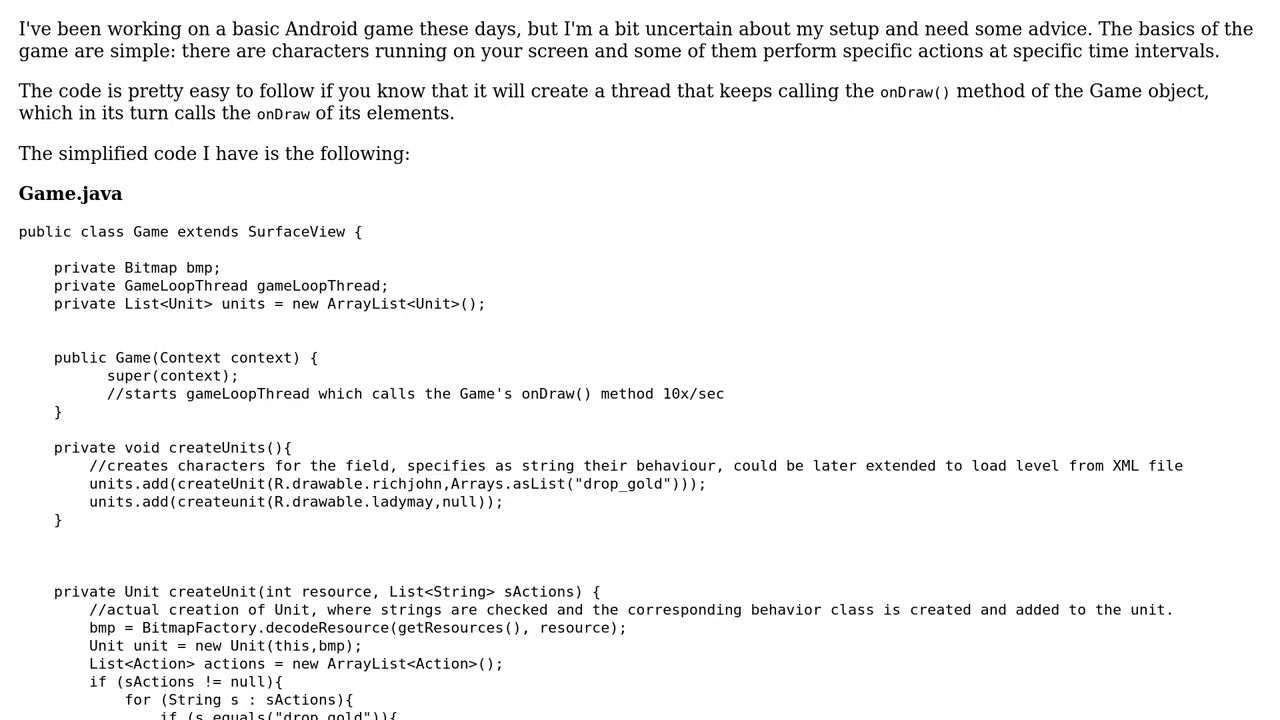 I've been working on a basic Android game these days, but I'm a bit uncertain about my setup and need some advice. The basics of the
game are simple: there are characters running on your screen and some of them perform specific actions at specific time intervals.
The code is pretty easy to follow if you know that it will create a thread that keeps calling the onDraw() method of the Game object,
which in its turn calls the onDraw of its elements.
The simplified code I have is the following:
Game.java
public class Game extends SurfaceView {
    private Bitmap bmp;
    private GameLoopThread gameLoopThread;
    private List<Unit> units = new ArrayList<Unit>();
    public Game(Context context) {
          super(context);
          //starts gameLoopThread which calls the Game's onDraw() method 10x/sec
    }
    private void createUnits(){
        //creates characters for the field, specifies as string their behaviour, could be later extended to load level from XML file
        units.add(createUnit(R.drawable.richjohn,Arrays.asList("drop_gold")));
        units.add(createunit(R.drawable.ladymay,null));
    }
    private Unit createUnit(int resource, List<String> sActions) {
        //actual creation of Unit, where strings are checked and the corresponding behavior class is created and added to the unit.
        bmp = BitmapFactory.decodeResource(getResources(), resource);
        Unit unit = new Unit(this,bmp);
        List<Action> actions = new ArrayList<Action>();
        if (sActions != null){
            for (String s : sActions){
                if (s.equals("drop_gold")){